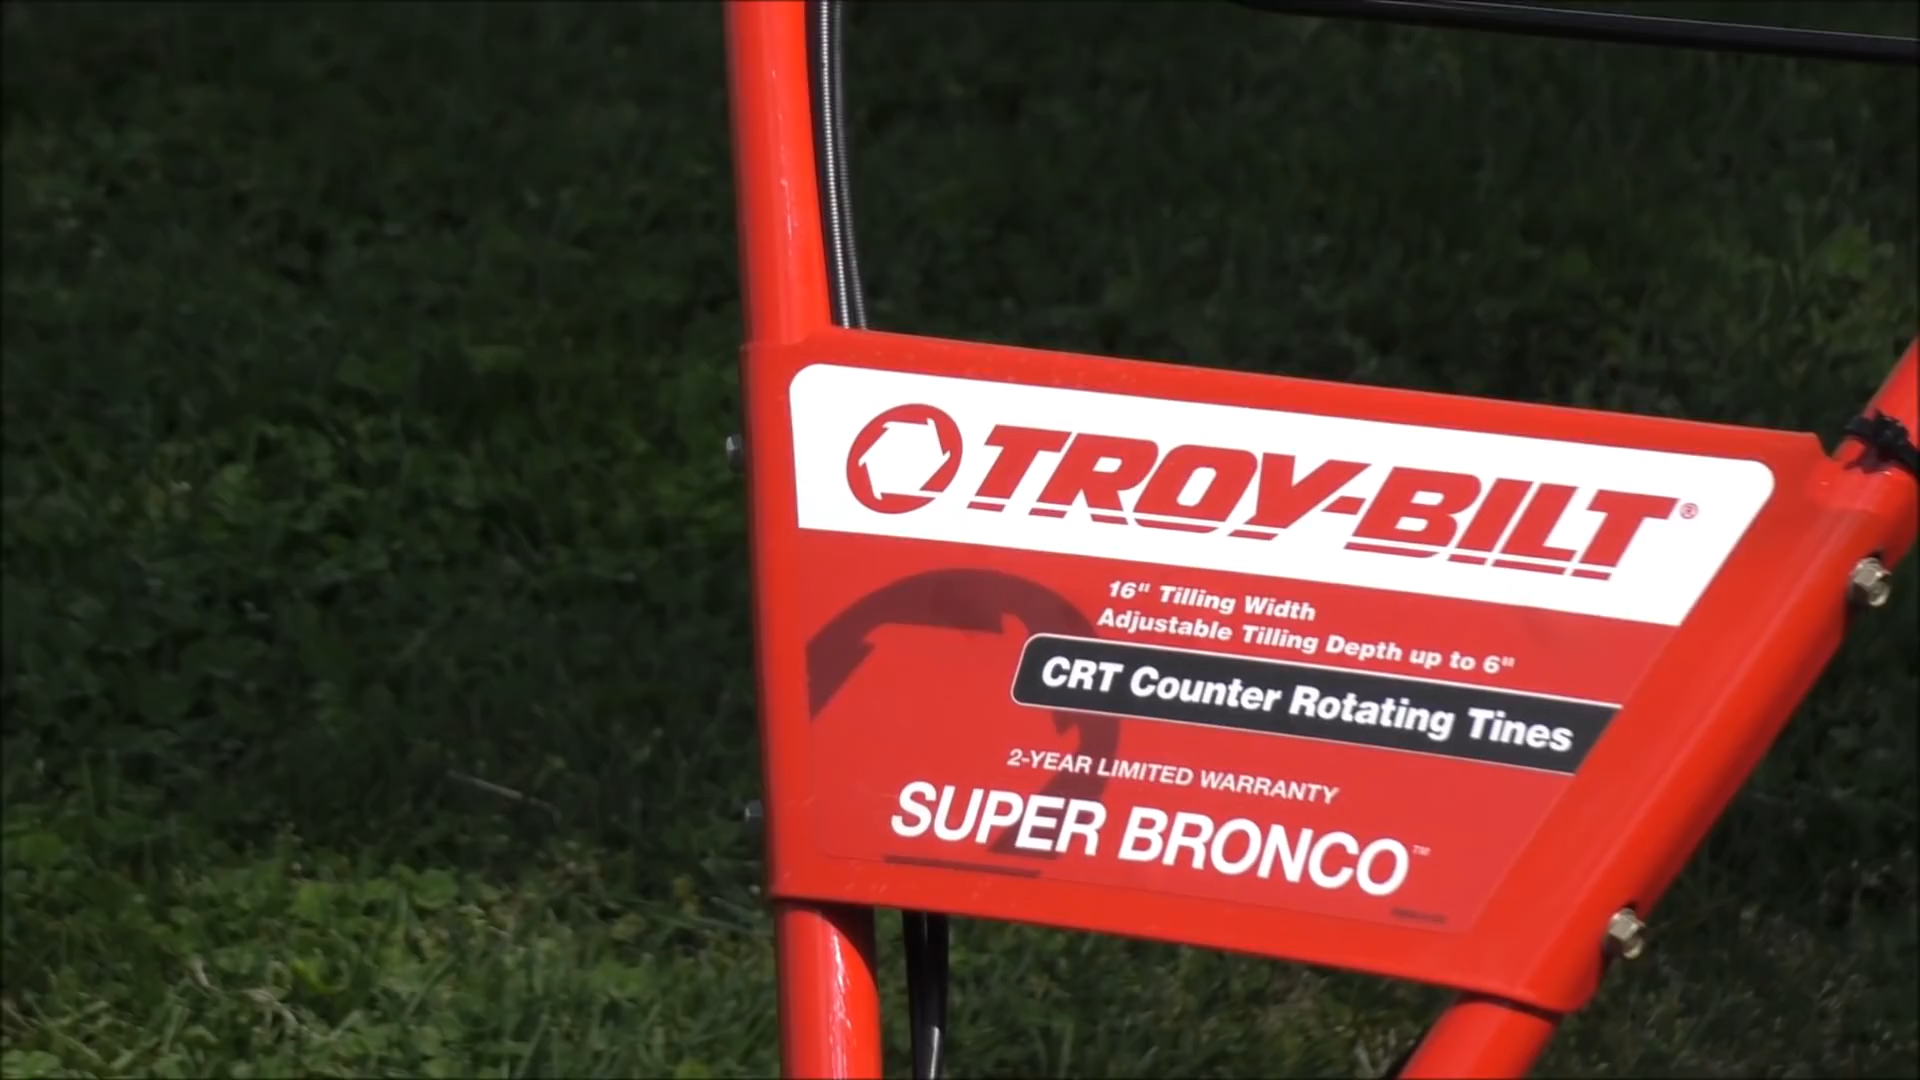 TROY-BILT®
16" Tilling Width
Adjustable Tilling Depth up to 6"
CRT Counter Rotating Tines
2-YEAR LIMITED WARRANTY
SUPER BRONCO™